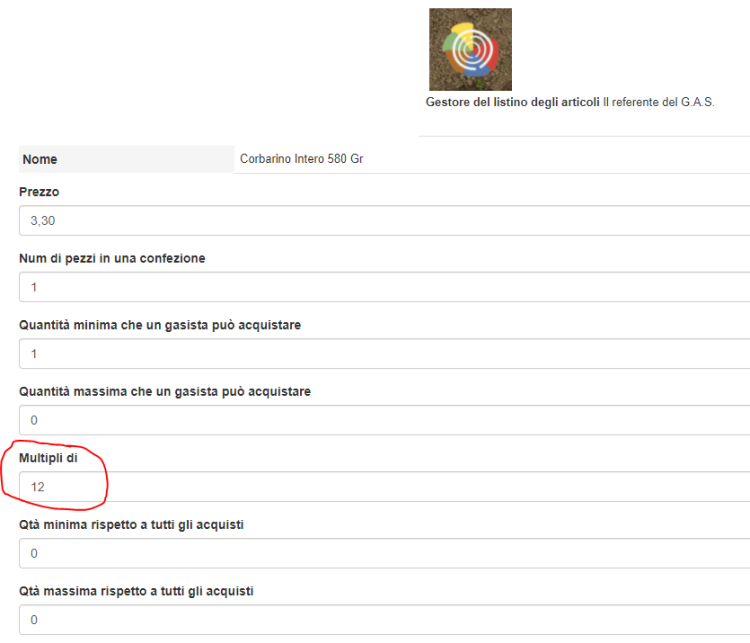 Gestore del listino degli articoli Il referente del G.A.S.
Nome Corbarino Intero 580 Gr
Prezzo
3,30
Num di pezzi in una confezione
1
Quantità minima che un gasista può acquistare
1
Quantità massima che un gasista può acquistare
0
Multipli di
12
Qtà minima rispetto a tutti gli acquisti
0
Qtà massima rispetto a tutti gli acquisti
0